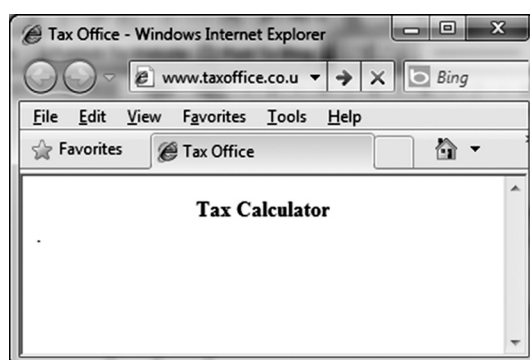 Tax Office - Windows Internet Explorer
www.taxoffice.co.u
Bing
File Edit View Favorites Tools Help
Favorites Tax Office
Tax Calculator